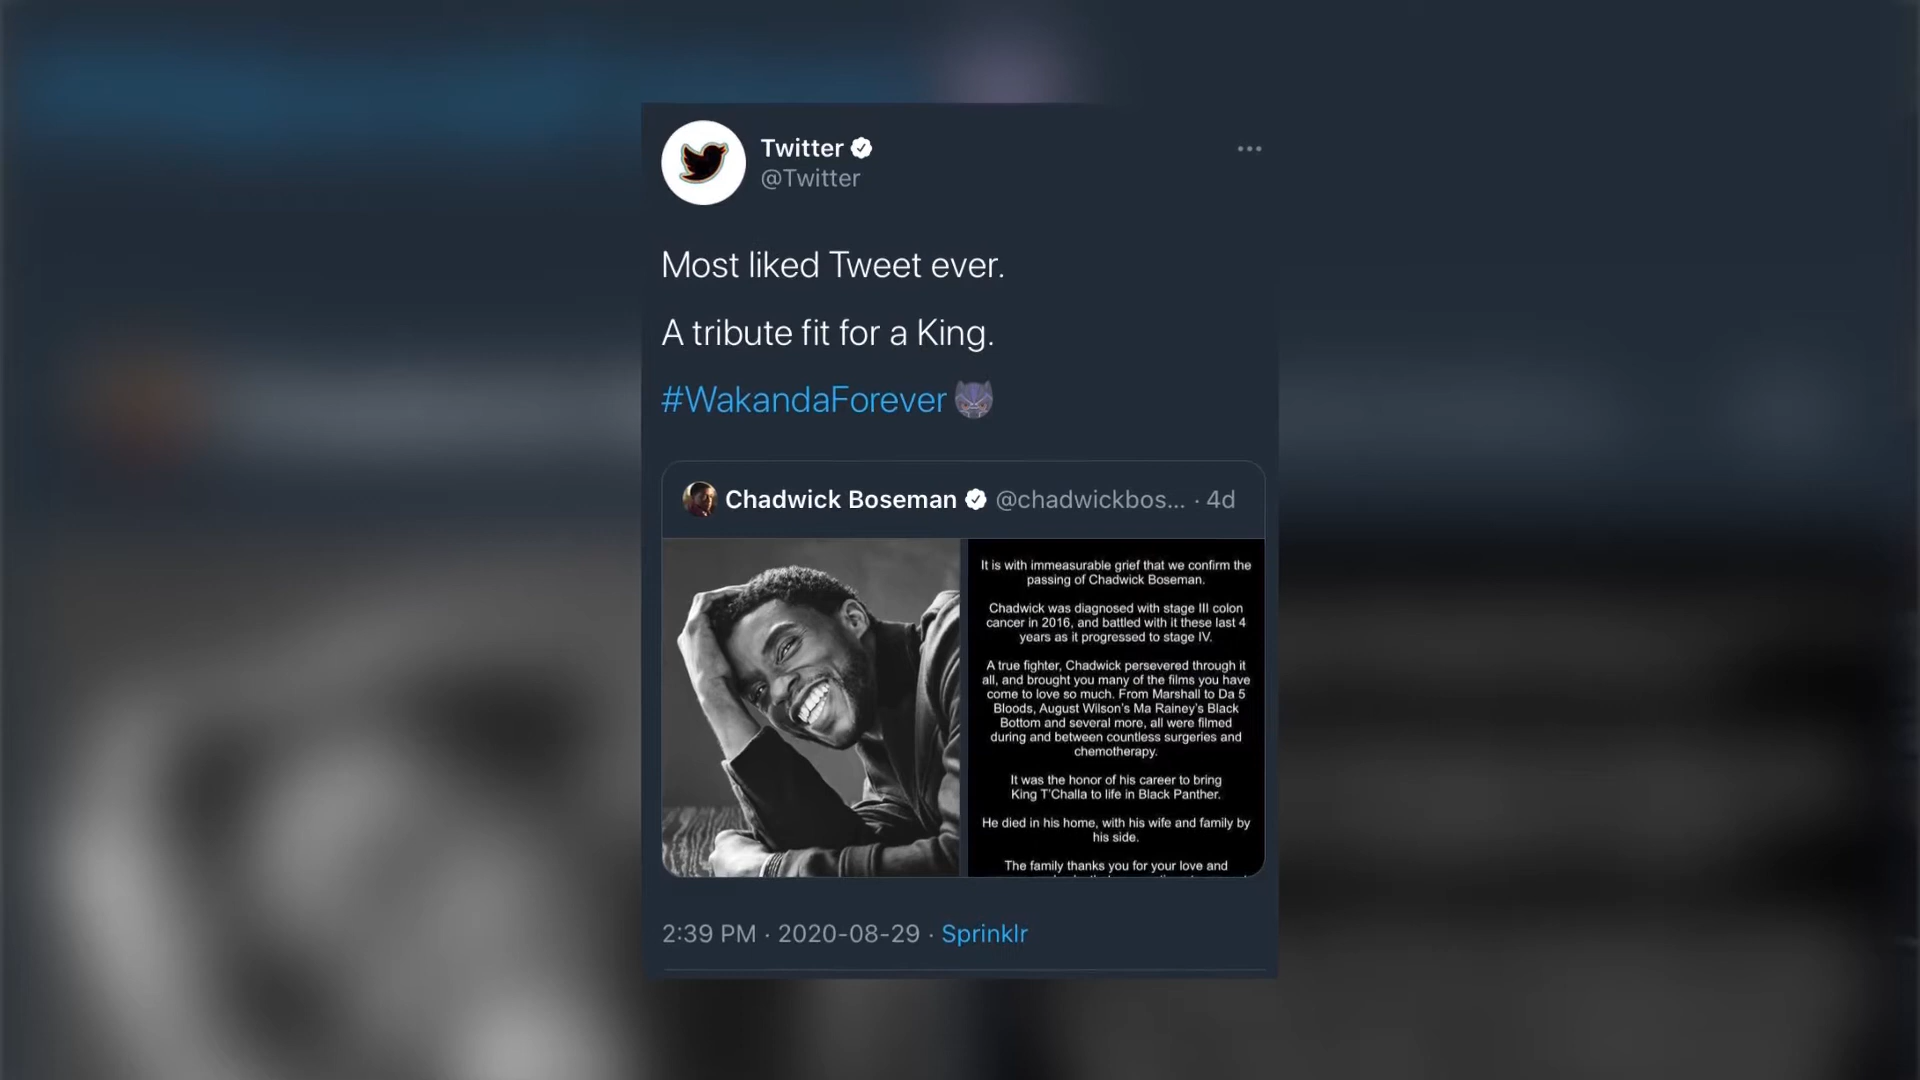 Twitter
@Twitter
Most liked Tweet ever.
A tribute fit for a King.
#WakandaForever
Chadwick Boseman @chadwickbos... · 4d
It is with immeasurable grief that we confirm the
passing of Chadwick Boseman.
Chadwick was diagnosed with stage III colon
cancer in 2016, and battled with it these last 4
years as it progressed to stage IV.
A true fighter, Chadwick persevered through it
all, and brought you many of the films you have
come to love so much. From Marshall to Da 5
Bloods, August Wilson's Ma Rainey's Black
Bottom and several more, all were filmed
during and between countless surgeries and
chemotherapy.
It was the honor of his career to bring
King T'Challa to life in Black Panther.
He died in his home, with his wife and family by
his side.
The family thanks you for your love and
2:39 PM · 2020-08-29 · Sprinklr